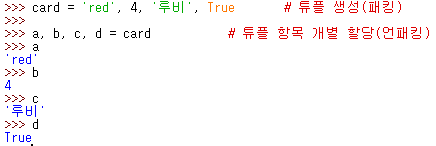 >>> card = 'red', 4, '루비', True # 튜플 생성(패킹)
>>>
>>> a, b, c, d = card # 튜플 항목 개별 할당(언패킹)
>>> a
'red'
>>> b
4
>>> c
'루비'
>>> d
True